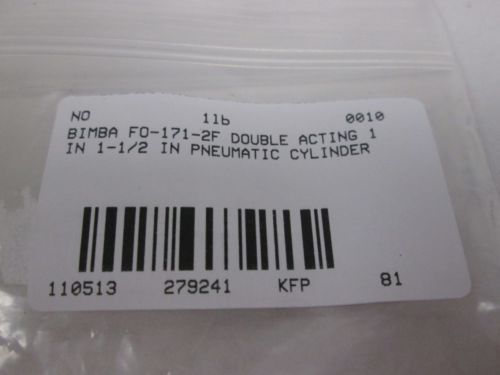 NO 1lb 0010
BIMBA FO-171-2F DOUBLE ACTING 1
IN 1-1/2 IN PNEUMATIC CYLINDER
110513 279241 KFP 81